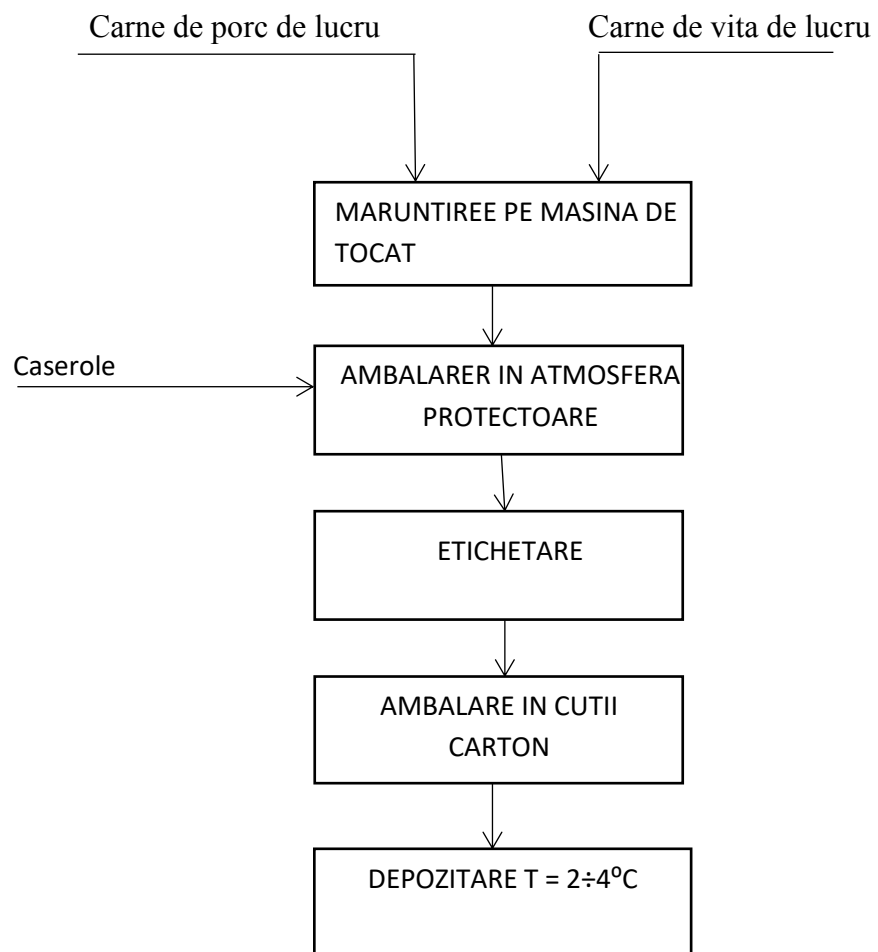 Carne de porc de lucru
Carne de vita de lucru
MARUNTIREE PE MASINA DE
TOCAT
Caserole
AMBALARER IN ATMOSFERA
PROTECTOARE
ETICHETARE
AMBALARE IN CUTII
CARTON
DEPOZITARE T = 2÷4⁰C